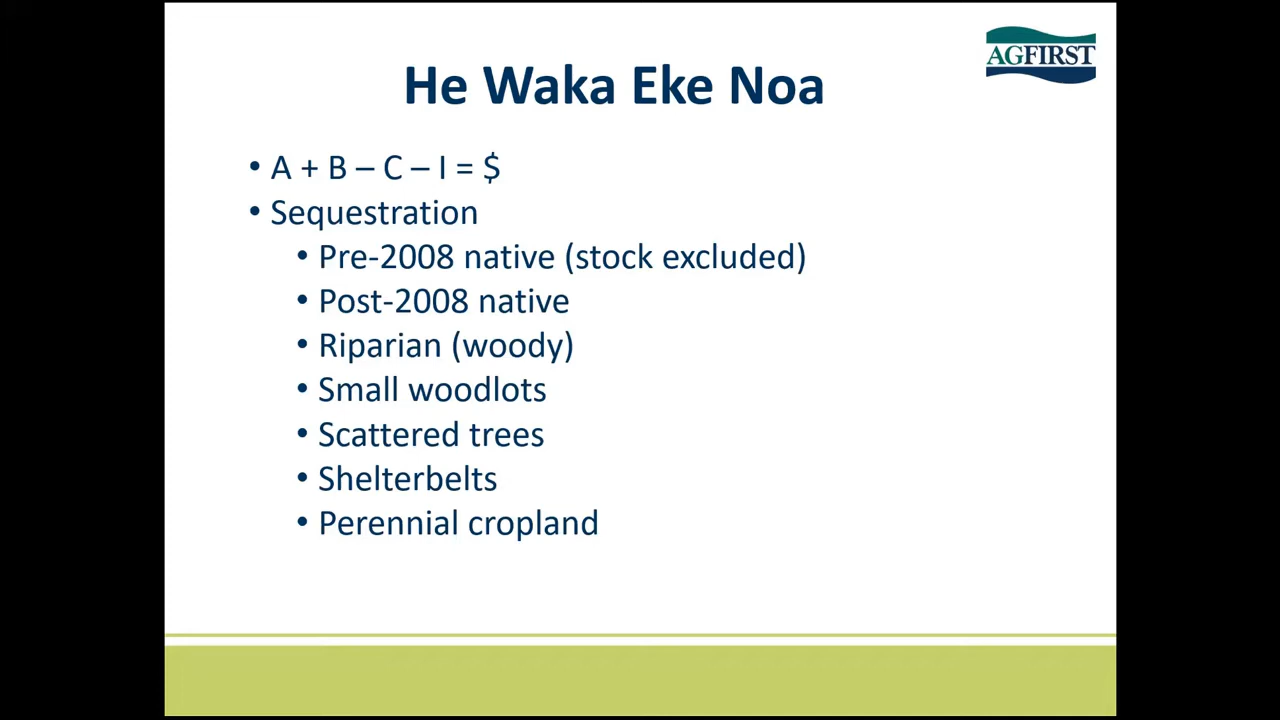 AGFIRST
He Waka Eke Noa
• A + B – C – I = $
• Sequestration
• Pre-2008 native (stock excluded)
• Post-2008 native
• Riparian (woody)
• Small woodlots
• Scattered trees
• Shelterbelts
• Perennial cropland